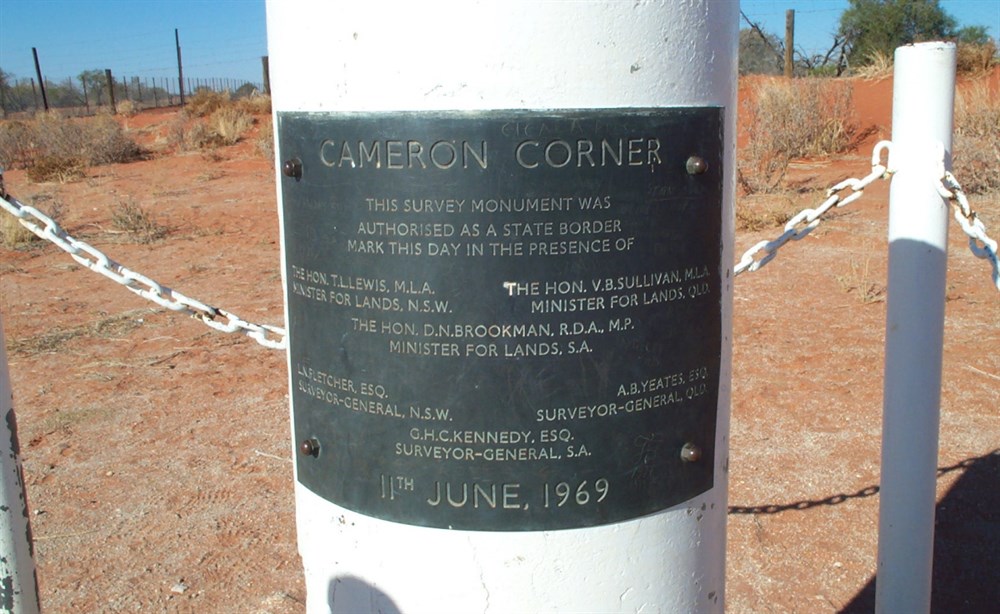 CAMERON CORNER
THIS SURVEY MONUMENT WAS
AUTHORISED AS A STATE BORDER
MARK THIS DAY IN THE PRESENCE OF
THE HON. T.L.LEWIS, M.L.A.
MINISTER FOR LANDS, N.S.W.
THE HON. V.B.SULLIVAN, M.L.A.
MINISTER FOR LANDS, QLD.
THE HON. D.N.BROOKMAN, R.D.A., M.P.
MINISTER FOR LANDS, S.A.
L.N.FLETCHER, ESQ.
SURVEYOR-GENERAL, N.S.W.
A.B.YEATES, ESQ.
SURVEYOR-GENERAL, QLD.
G.H.C.KENNEDY, ESQ.
SURVEYOR-GENERAL, S.A.
11TH JUNE, 1969